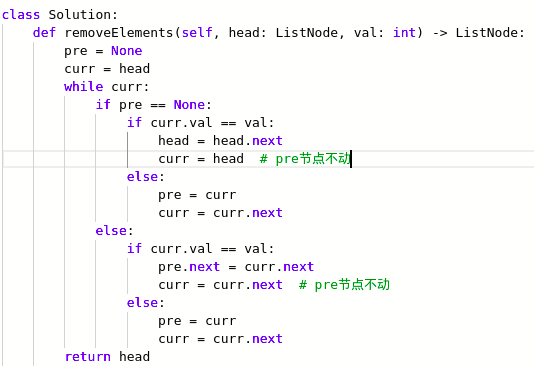 class Solution:
    def removeElements(self, head: ListNode, val: int) -> ListNode:
        pre = None
        curr = head
        while curr:
            if pre == None:
                if curr.val == val:
                    head = head.next
                    curr = head  # pre节点不动
                else:
                    pre = curr
                    curr = curr.next
            else:
                if curr.val == val:
                    pre.next = curr.next
                    curr = curr.next  # pre节点不动
                else:
                    pre = curr
                    curr = curr.next
        return head